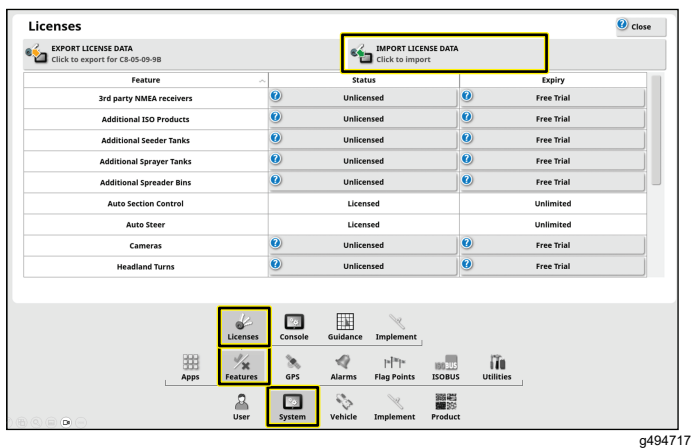 Licenses
Close
EXPORT LICENSE DATA
Click to export for C8-05-09-9B
IMPORT LICENSE DATA
Click to import
Feature Status Expiry
3rd party NMEA receivers Unlicensed Free Trial
Additional ISO Products Unlicensed Free Trial
Additional Seeder Tanks Unlicensed Free Trial
Additional Sprayer Tanks Unlicensed Free Trial
Additional Spreader Bins Unlicensed Free Trial
Auto Section Control Licensed Unlimited
Auto Steer Licensed Unlimited
Cameras Unlicensed Free Trial
Headland Turns Unlicensed Free Trial
Licenses Console Guidance Implement
Apps Features GPS Alarms Flag Points ISOBUS Utilities
User System Vehicle Implement Product
g494717